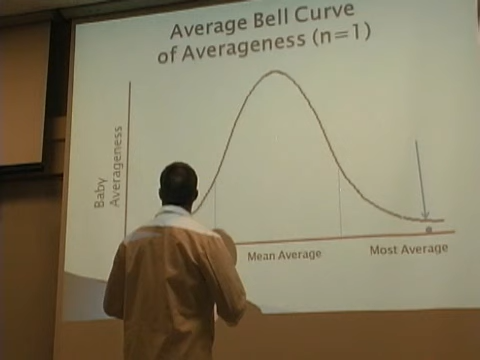 Average Bell Curve
of Averageness (n=1)
Baby
Averageness
Mean Average
Most Average